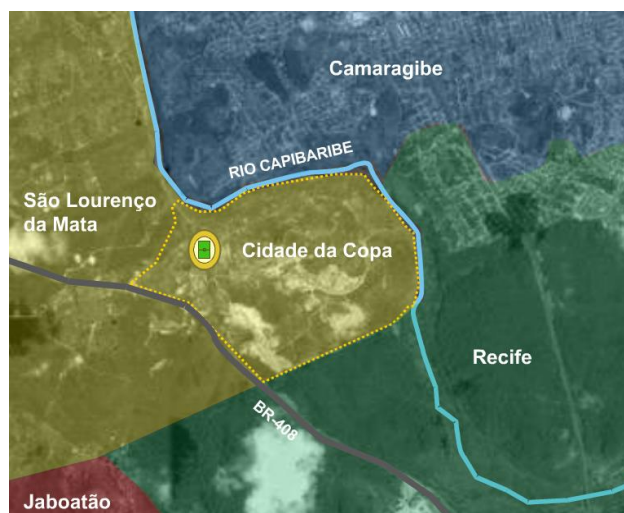 Camaragibe
RIO CAPIBARIBE
São Lourenço
da Mata
Cidade da Copa
Recife
BR-408
Jaboatão